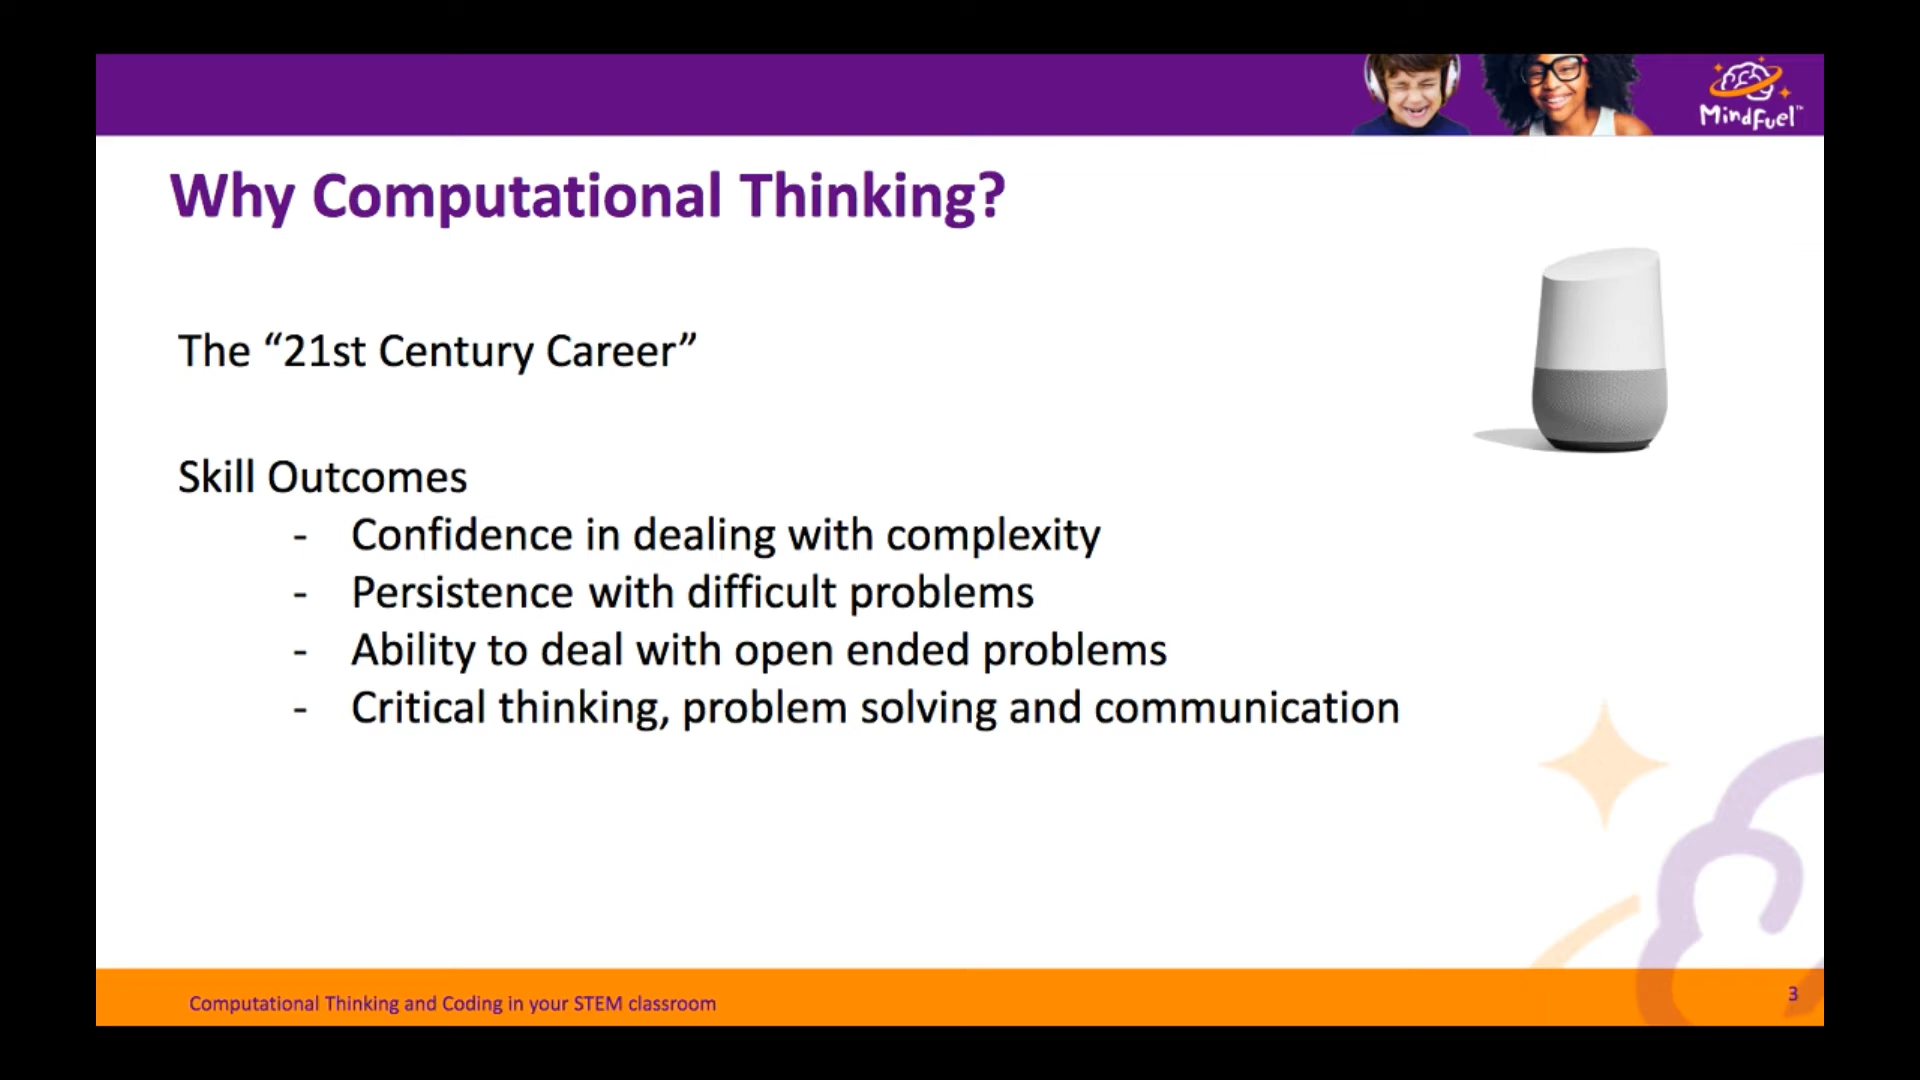 MindFuel™
Why Computational Thinking?
The “21st Century Career”
Skill Outcomes
- Confidence in dealing with complexity
- Persistence with difficult problems
- Ability to deal with open ended problems
- Critical thinking, problem solving and communication
Computational Thinking and Coding in your STEM classroom
3